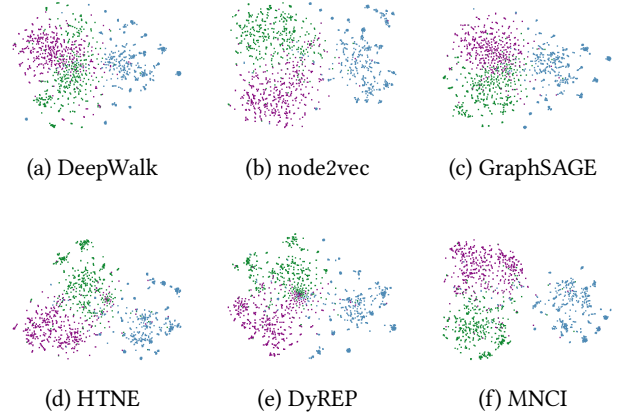 (a) DeepWalk
(b) node2vec
(c) GraphSAGE
(d) HTNE
(e) DyREP
(f) MNCI